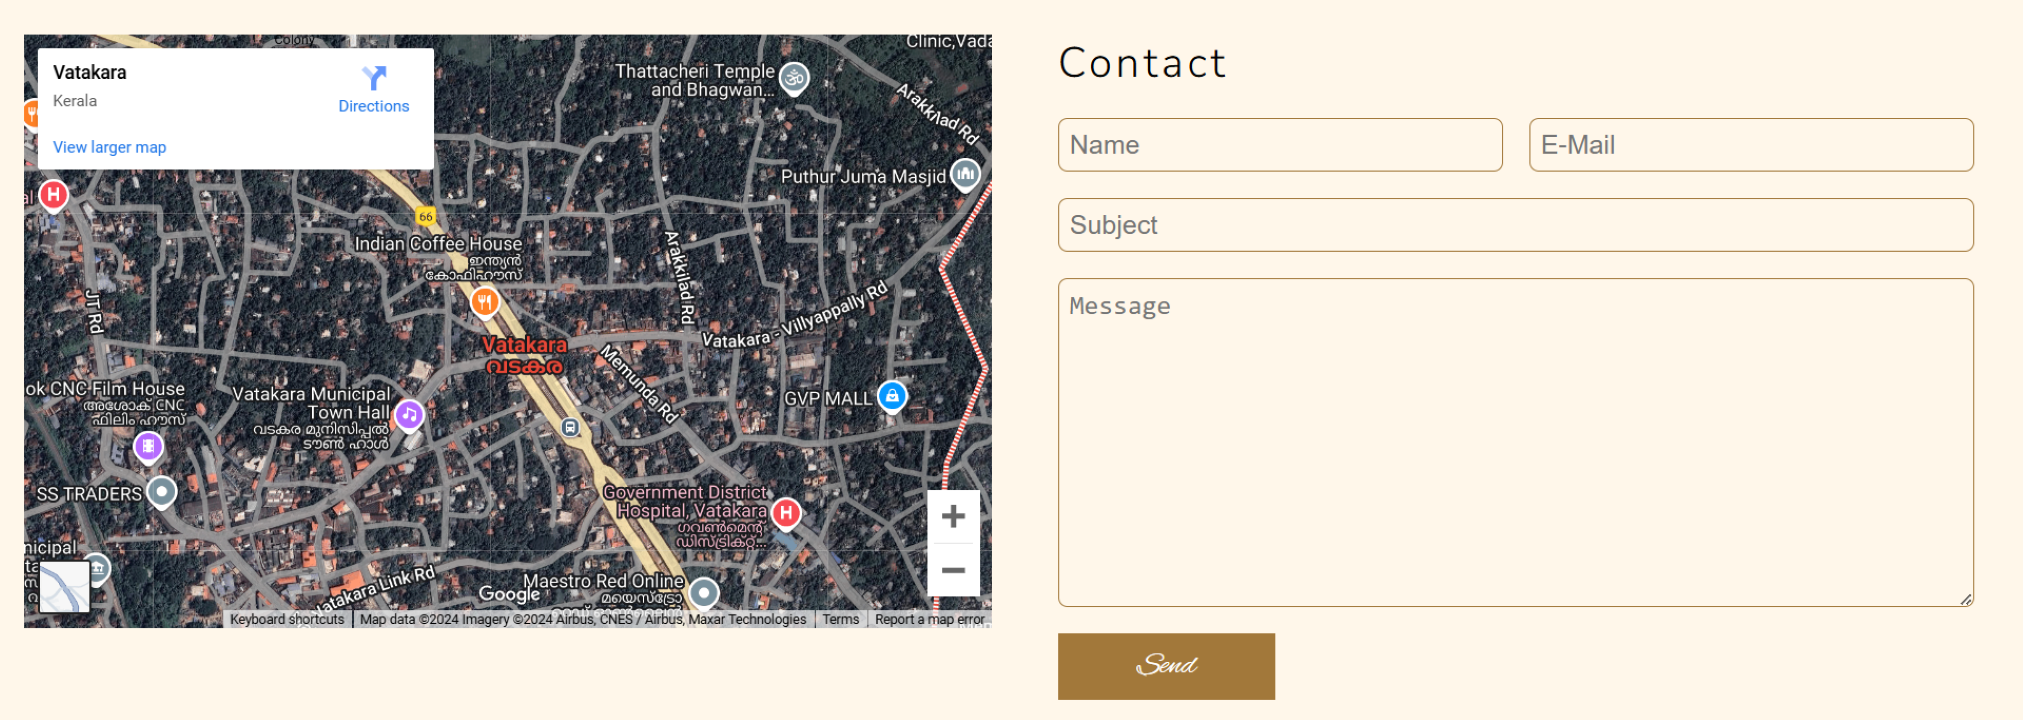 Colony
Clinic,Vada
Vatakara
Kerala
Directions
View larger map
Thattacheri Temple
and Bhagwan...
Arakkilad Rd
Puthur Juma Masjid
H
al
66
Indian Coffee House
ഇന്ത്യൻ
കോഫിഹൗസ്
Arakkilad Rd
JT Rd
Vatakara - Villyappally Rd
Vatakara
വടകര
Memunda Rd
ok CNC Film House
അശോക് CNC
ഫിലിം ഹൗസ്
Vatakara Municipal
Town Hall
വടകര മുനിസിപ്പൽ
ടൗൺ ഹാൾ
GVP MALL
SS TRADERS
Government District
Hospital, Vatakara
ഗവൺമെന്റ്
ഡിസ്ട്രിക്റ്റ്...
H
nicipal
Vatakara Link Rd
Google
Maestro Red Online
മയെസ്ട്രോ
റെഡ് ഓൺലൈൻ
Keyboard shortcuts
Map data ©2024 Imagery ©2024 Airbus, CNES / Airbus, Maxar Technologies
Terms
Report a map error
Contact
Name
E-Mail
Subject
Message
Send